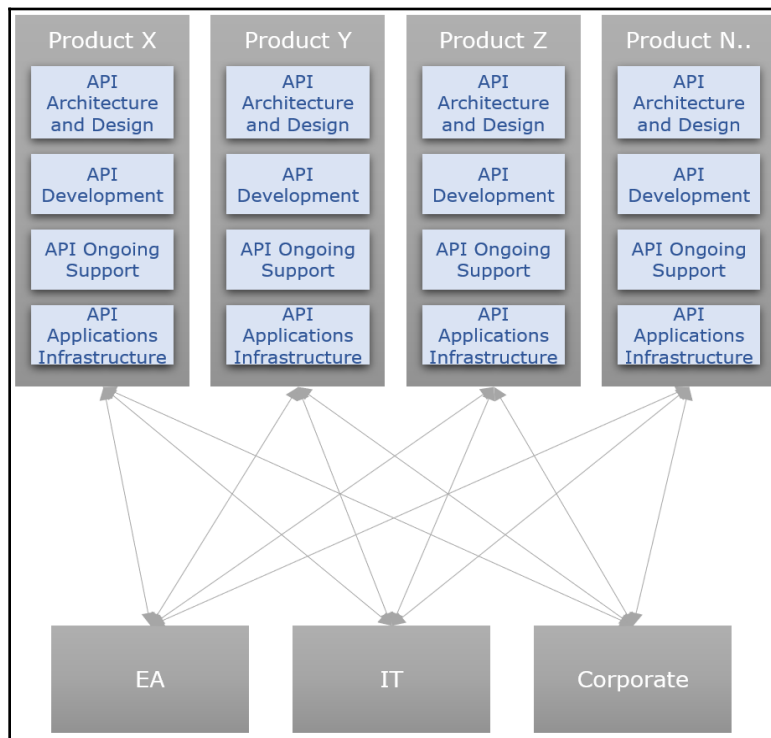 Product X
API
Architecture
and Design
API
Development
API Ongoing
Support
API
Applications
Infrastructure
Product Y
API
Architecture
and Design
API
Development
API Ongoing
Support
API
Applications
Infrastructure
Product Z
API
Architecture
and Design
API
Development
API Ongoing
Support
API
Applications
Infrastructure
Product N..
API
Architecture
and Design
API
Development
API Ongoing
Support
API
Applications
Infrastructure
EA
IT
Corporate